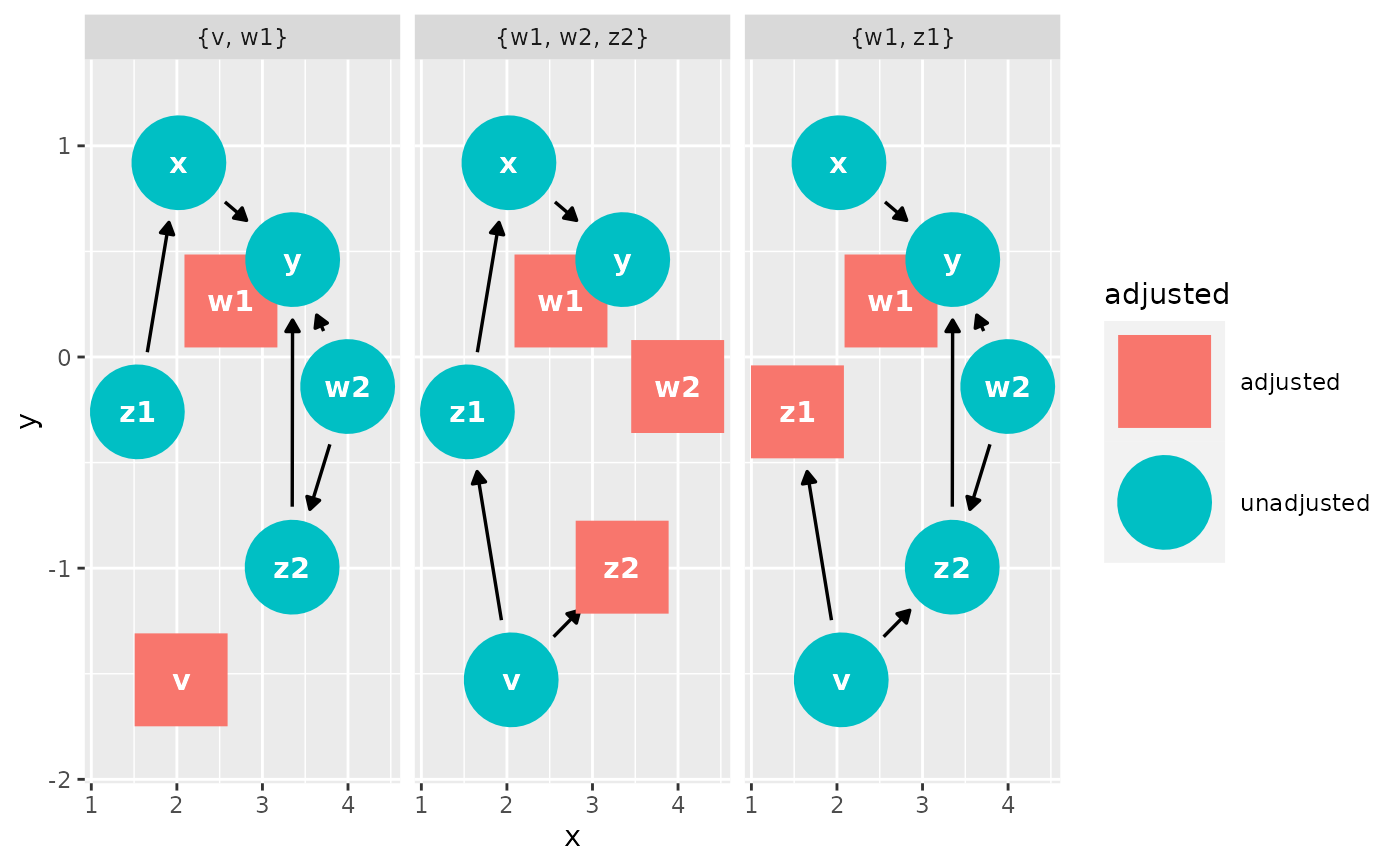 {v, w1}
{w1, w2, z2}
{w1, z1}
1
0
-1
-2
y
x
y
w1
w2
z1
z2
v
x
y
w1
w2
z1
z2
v
x
y
w1
w2
z1
z2
v
1 2 3 4
1 2 3 4
1 2 3 4
x
adjusted
adjusted
unadjusted